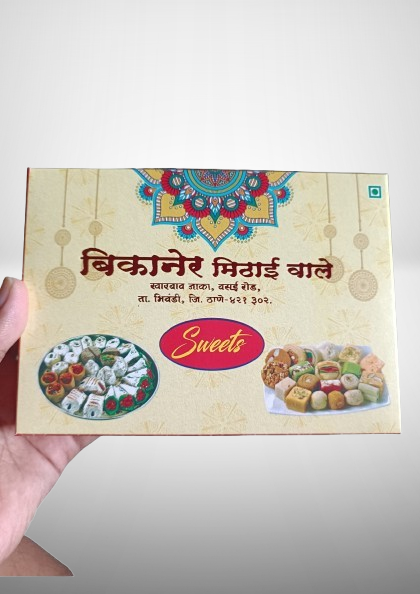 बिकानेर मिठाई वाले
खारबाव नाका, वसई रोड,
ता. भिवंडी, जि. ठाणे-४२१ ३०२.
Sweets